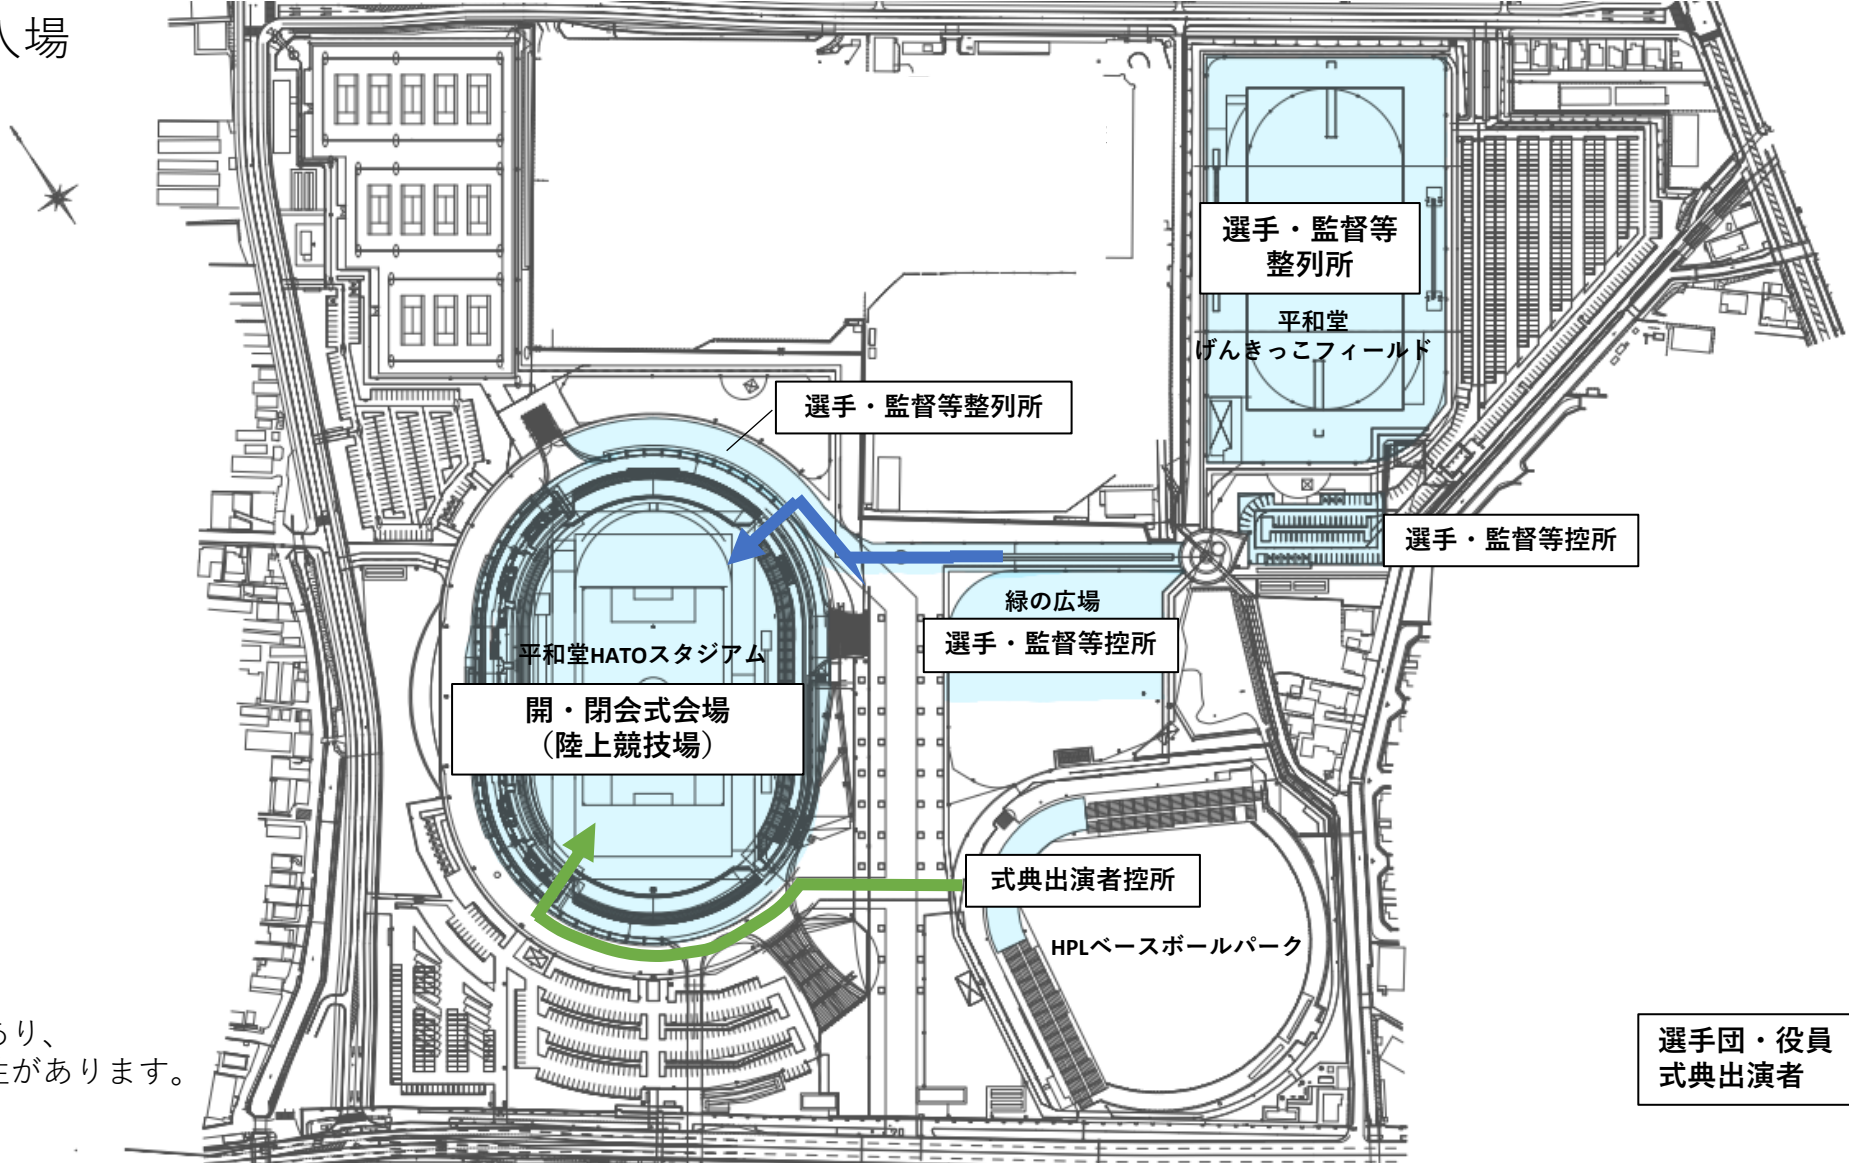 入場
選手・監督等
整列所
平和堂
げんきっこフィールド
選手・監督等整列所
選手・監督等控所
緑の広場
選手・監督等控所
平和堂HATOスタジアム
開・閉会式会場
（陸上競技場）
式典出演者控所
HPLベースボールパーク
あり、
性があります。
選手団・役員
式典出演者